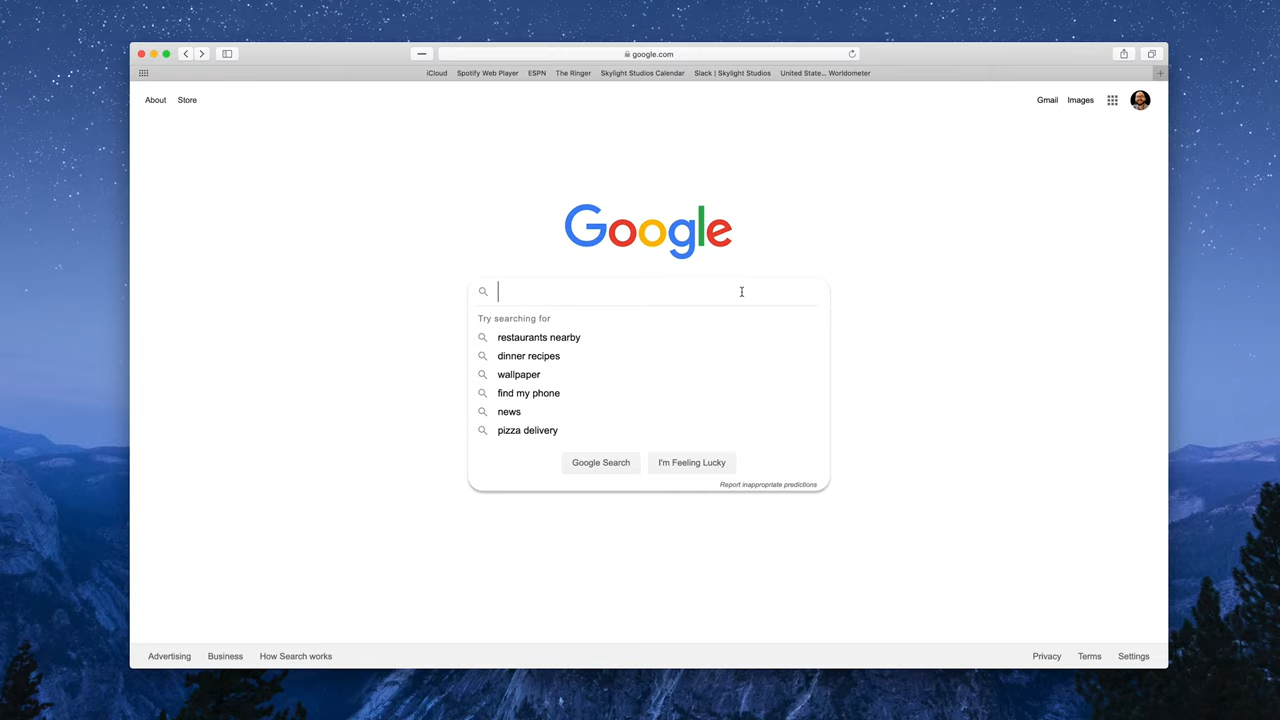 google.com
iCloud Spotify Web Player ESPN The Ringer Skylight Studios Calendar Slack | Skylight Studios United State... Worldometer
About Store Gmail Images
Google
Try searching for
restaurants nearby
dinner recipes
wallpaper
find my phone
news
pizza delivery
Google Search I'm Feeling Lucky
Report inappropriate predictions
Advertising Business How Search works Privacy Terms Settings